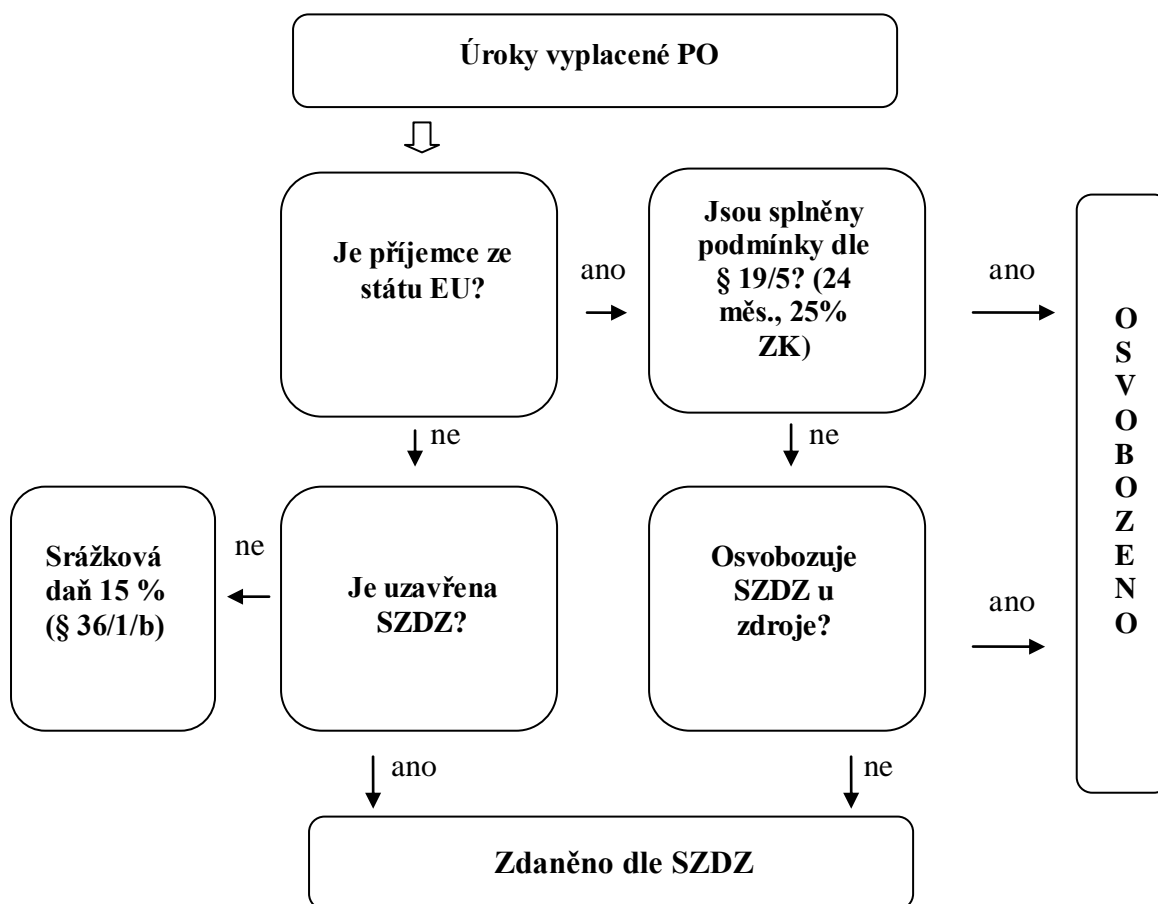 Úroky vyplacené PO
Je příjemce ze
státu EU?
ano
Jsou splněny
podmínky dle
§ 19/5? (24
měs., 25%
ZK)
ano
O
S
V
O
B
O
Z
E
N
O
ne
ne
Srážková
daň 15 %
(§ 36/1/b)
ne
Je uzavřena
SZDZ?
Osvobozuje
SZDZ u
zdroje?
ano
ano
ne
Zdaněno dle SZDZ